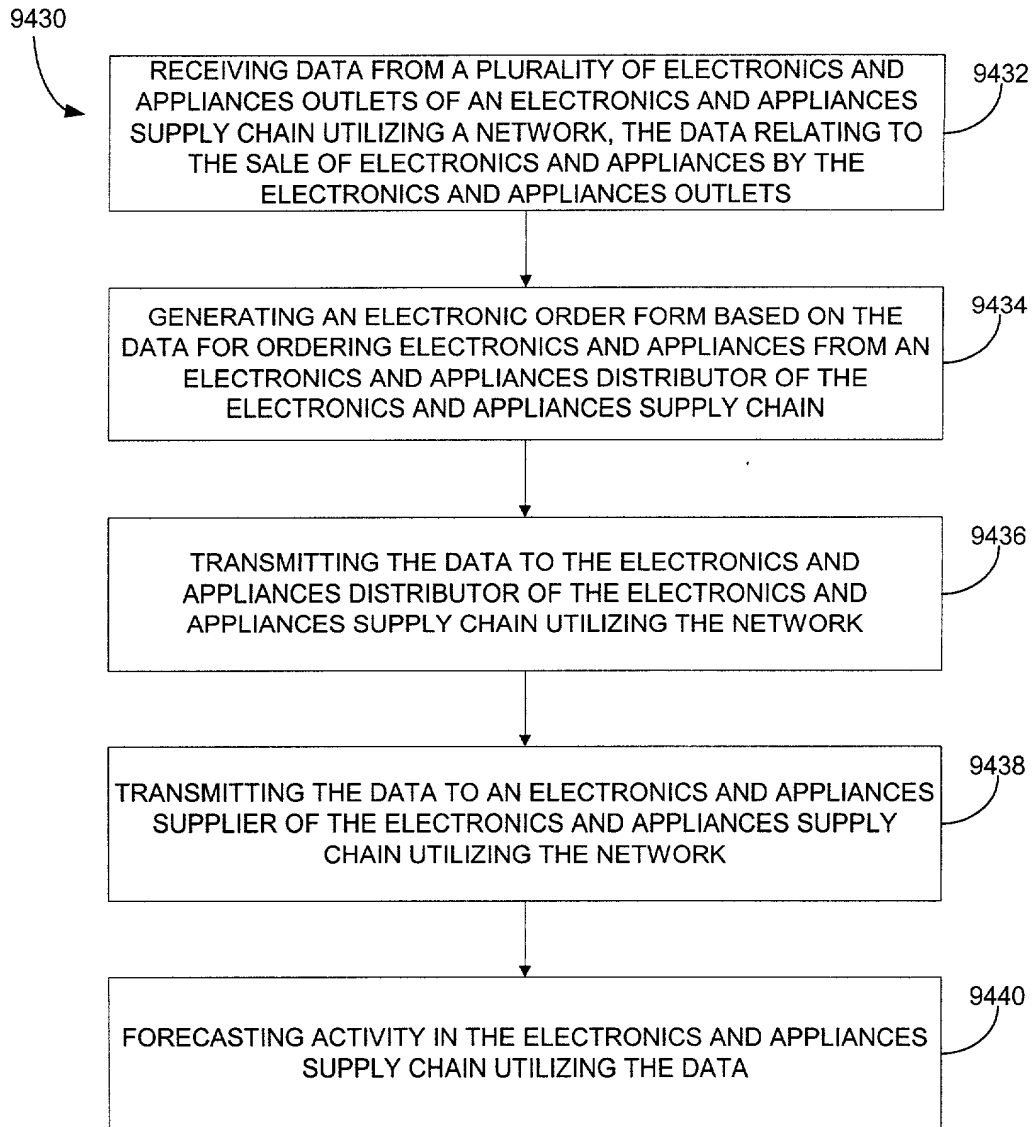 9430
RECEIVING DATA FROM A PLURALITY OF ELECTRONICS AND
APPLIANCES OUTLETS OF AN ELECTRONICS AND APPLIANCES
SUPPLY CHAIN UTILIZING A NETWORK, THE DATA RELATING TO
THE SALE OF ELECTRONICS AND APPLIANCES BY THE
ELECTRONICS AND APPLIANCES OUTLETS
9432
GENERATING AN ELECTRONIC ORDER FORM BASED ON THE
DATA FOR ORDERING ELECTRONICS AND APPLIANCES FROM AN
ELECTRONICS AND APPLIANCES DISTRIBUTOR OF THE
ELECTRONICS AND APPLIANCES SUPPLY CHAIN
9434
TRANSMITTING THE DATA TO THE ELECTRONICS AND
APPLIANCES DISTRIBUTOR OF THE ELECTRONICS AND
APPLIANCES SUPPLY CHAIN UTILIZING THE NETWORK
9436
TRANSMITTING THE DATA TO AN ELECTRONICS AND APPLIANCES
SUPPLIER OF THE ELECTRONICS AND APPLIANCES SUPPLY
CHAIN UTILIZING THE NETWORK
9438
FORECASTING ACTIVITY IN THE ELECTRONICS AND APPLIANCES
SUPPLY CHAIN UTILIZING THE DATA
9440